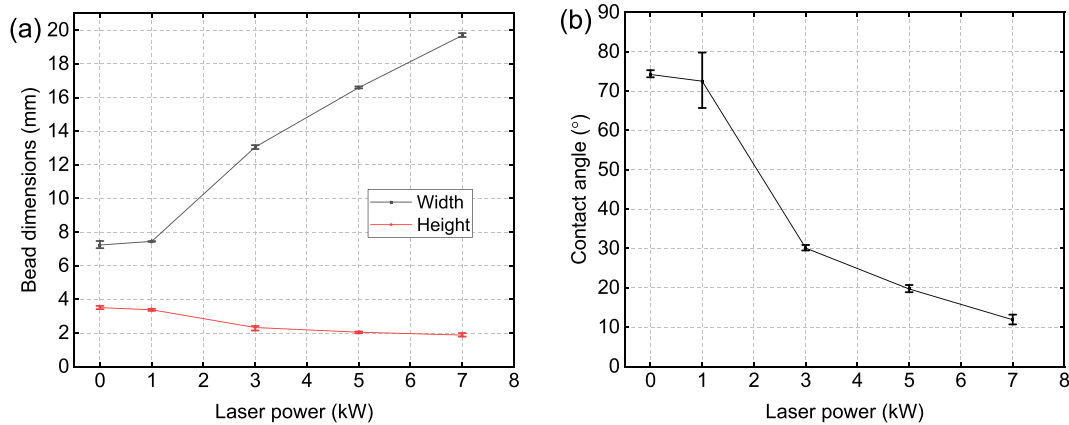 (a)
Bead dimensions (mm)
20
18
16
14
12
10
8
6
4
2
0
0 1 2 3 4 5 6 7 8
Laser power (kW)
Width
Height
(b)
Contact angle (°)
90
80
70
60
50
40
30
20
10
0
0 1 2 3 4 5 6 7 8
Laser power (kW)